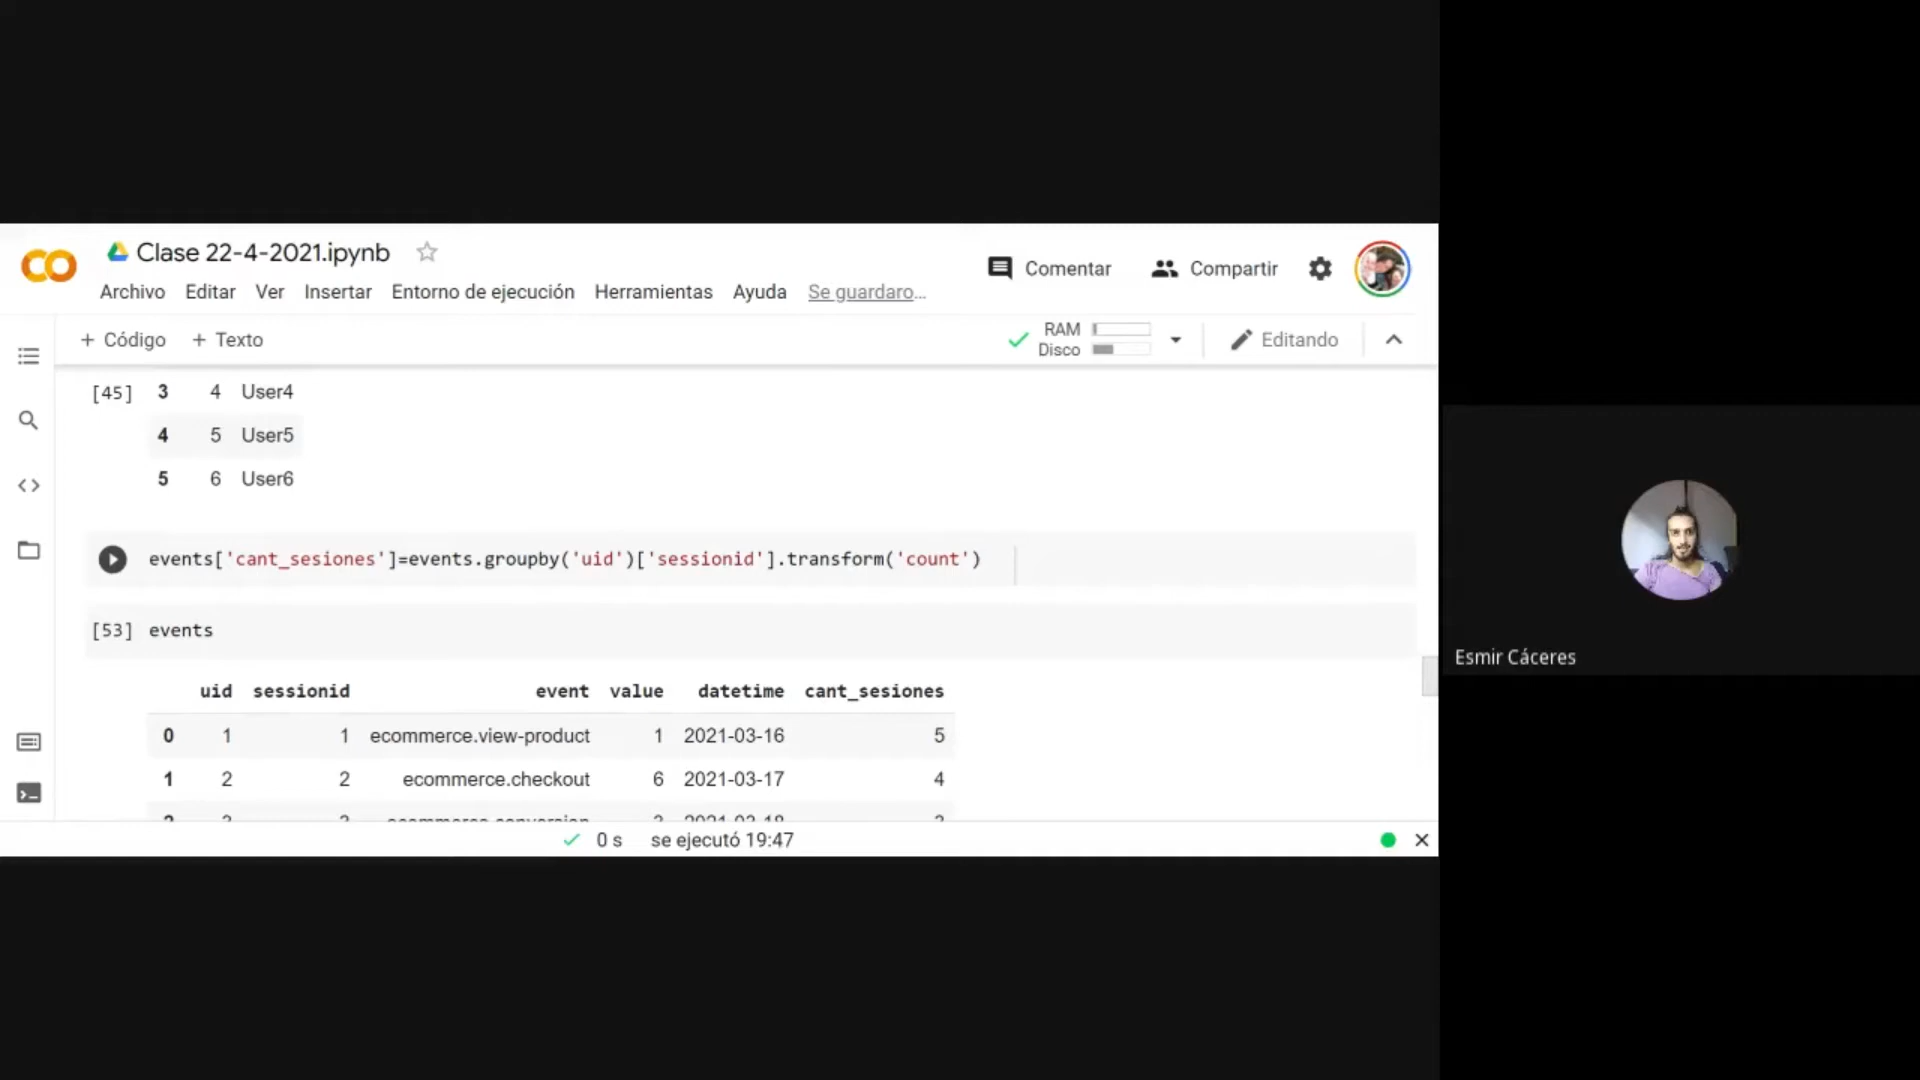 Clase 22-4-2021.ipynb
Comentar
Compartir
Archivo Editar Ver Insertar Entorno de ejecución Herramientas Ayuda Se guardaro...
+ Código + Texto
RAM
Disco
Editando
[45] 3 4 User4
4 5 User5
5 6 User6
events['cant_sesiones']=events.groupby('uid')['sessionid'].transform('count')
[53] events
uid sessionid event value datetime cant_sesiones
0 1 1 ecommerce.view-product 1 2021-03-16 5
1 2 2 ecommerce.checkout 6 2021-03-17 4
0 s se ejecutó 19:47
Esmir Cáceres